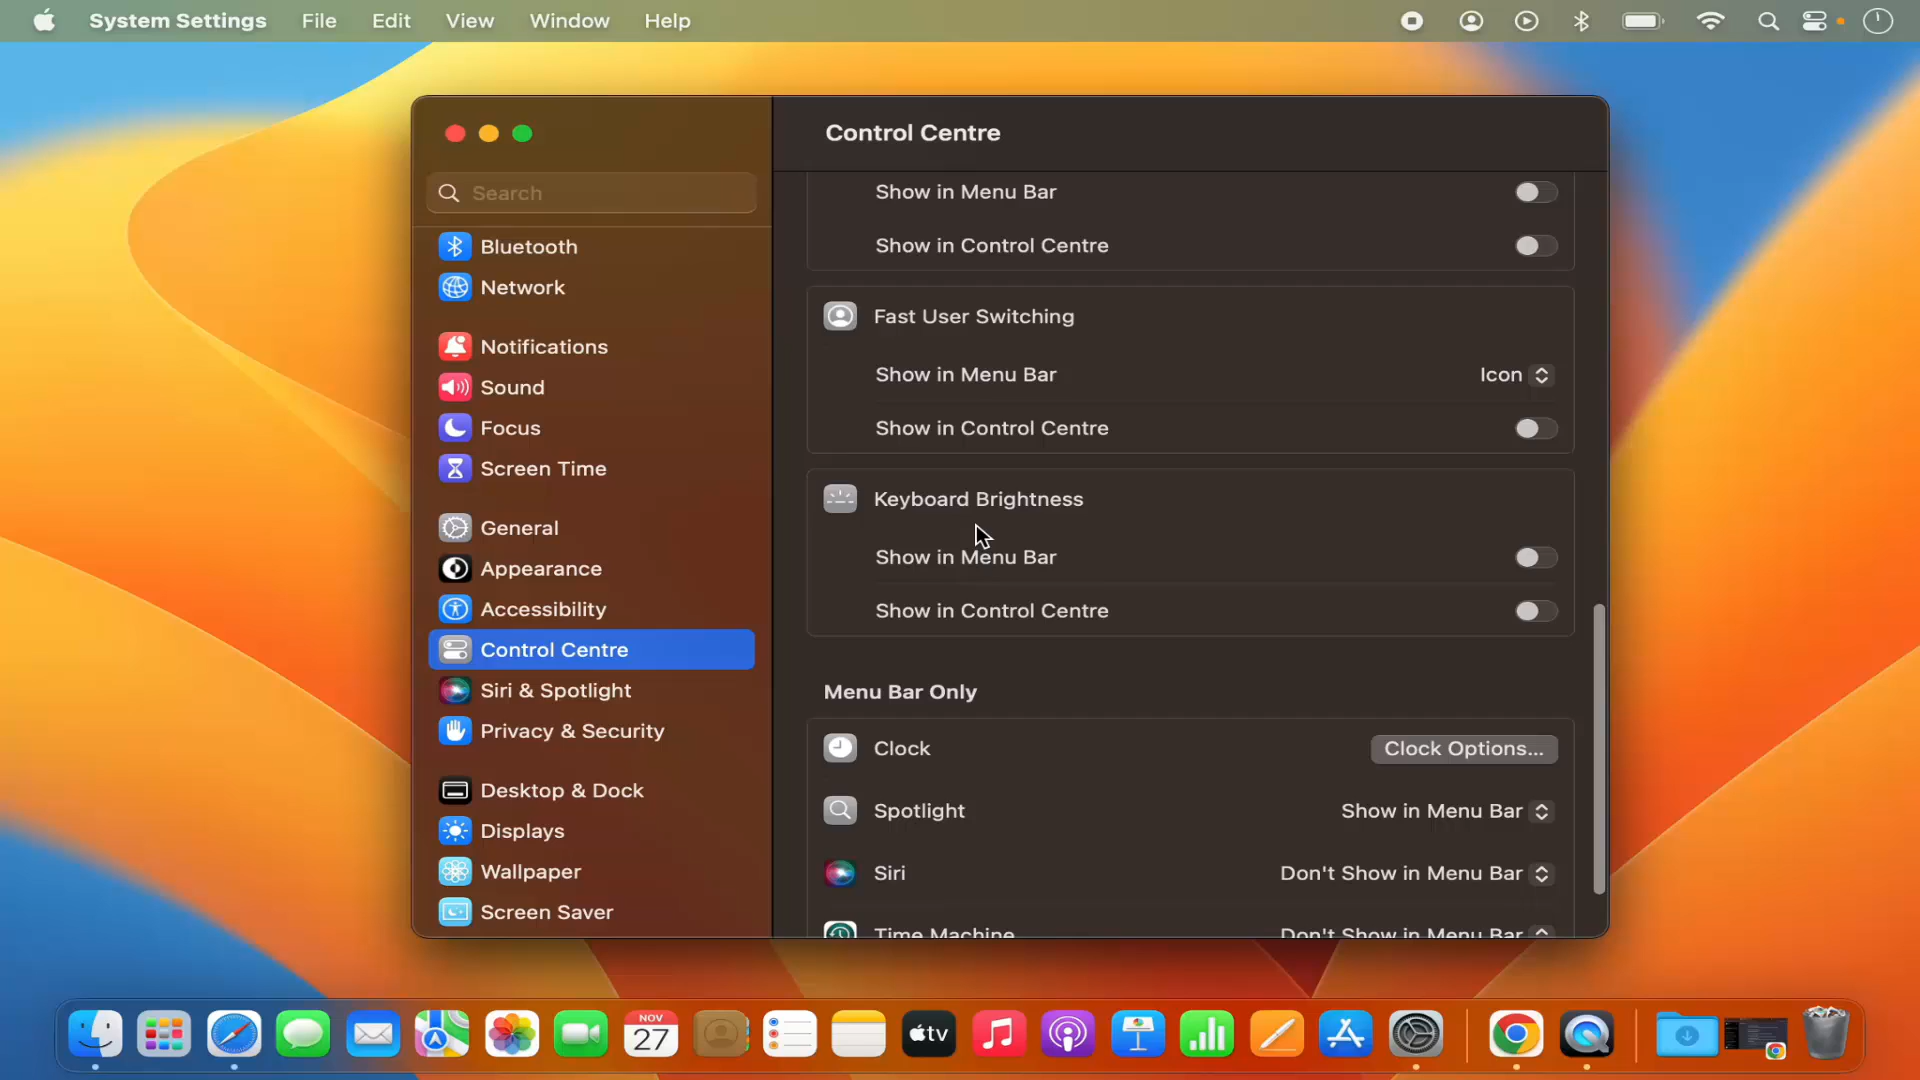 System Settings File Edit View Window Help
Control Centre
Search
Bluetooth
Network
Notifications
Sound
Focus
Screen Time
General
Appearance
Accessibility
Control Centre
Siri & Spotlight
Privacy & Security
Desktop & Dock
Displays
Wallpaper
Screen Saver
Show in Menu Bar
Show in Control Centre
Fast User Switching
Show in Menu Bar Icon
Show in Control Centre
Keyboard Brightness
Show in Menu Bar
Show in Control Centre
Menu Bar Only
Clock Clock Options...
Spotlight Show in Menu Bar
Siri Don't Show in Menu Bar
Time Machine Don't Show in Menu Bar
NOV
27
tv